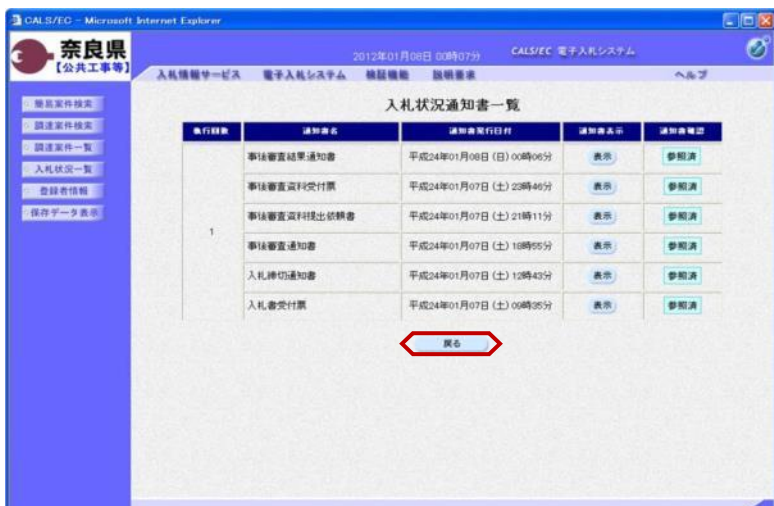 CALS/EC - Microsoft Internet Explorer
奈良県
【公共工事等】
2012年01月08日 00時07分
CALS/EC 電子入札システム
入札情報サービス 電子入札システム 検証機能 説明要求 ヘルプ
簡易案件検索
調達案件検索
調達案件一覧
入札状況一覧
登録者情報
保存データ表示
入札状況通知書一覧
執行回数 通知書名 通知書発行日付 通知書表示 通知書確認
1
事後審査結果通知書 平成24年01月08日 (日) 00時06分 表示 参照済
事後審査資料受付票 平成24年01月07日 (土) 23時46分 表示 参照済
事後審査資料提出依頼書 平成24年01月07日 (土) 21時11分 表示 参照済
事後審査通知書 平成24年01月07日 (土) 18時55分 表示 参照済
入札締切通知書 平成24年01月07日 (土) 12時43分 表示 参照済
入札書受付票 平成24年01月07日 (土) 09時35分 表示 参照済
戻る